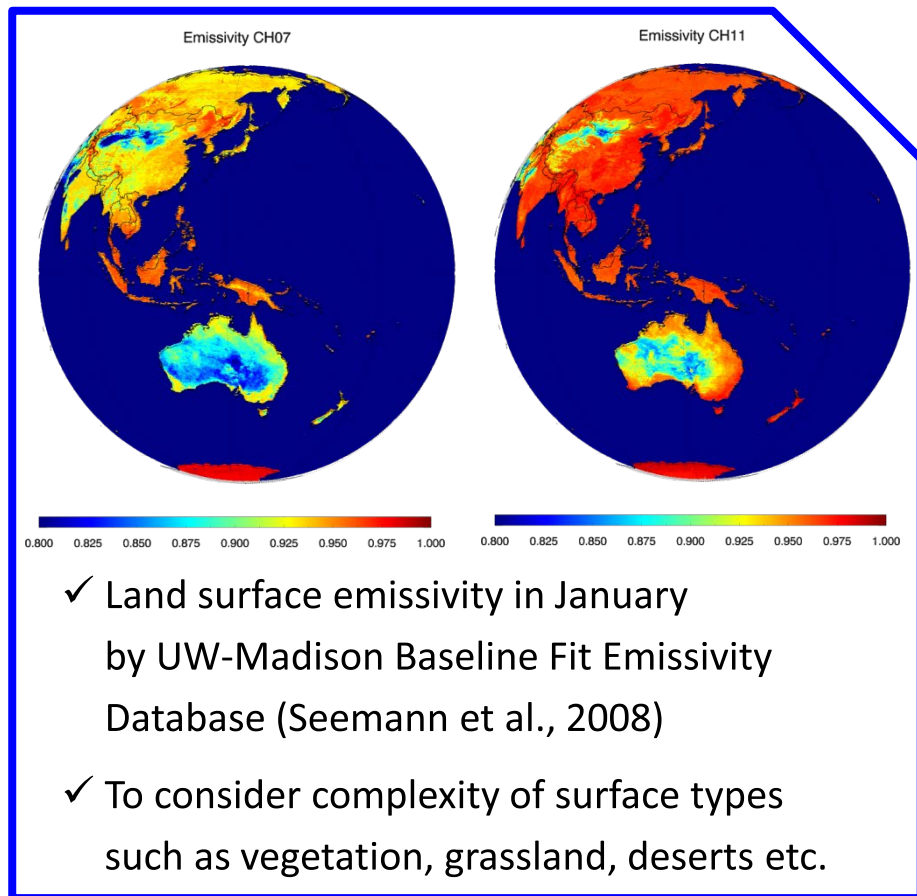 Emissivity CH07
Emissivity CH11
0.800 0.825 0.850 0.875 0.900 0.925 0.950 0.975 1.000
0.800 0.825 0.850 0.875 0.900 0.925 0.950 0.975 1.000
✓ Land surface emissivity in January
by UW-Madison Baseline Fit Emissivity
Database (Seemann et al., 2008)
✓ To consider complexity of surface types
such as vegetation, grassland, deserts etc.